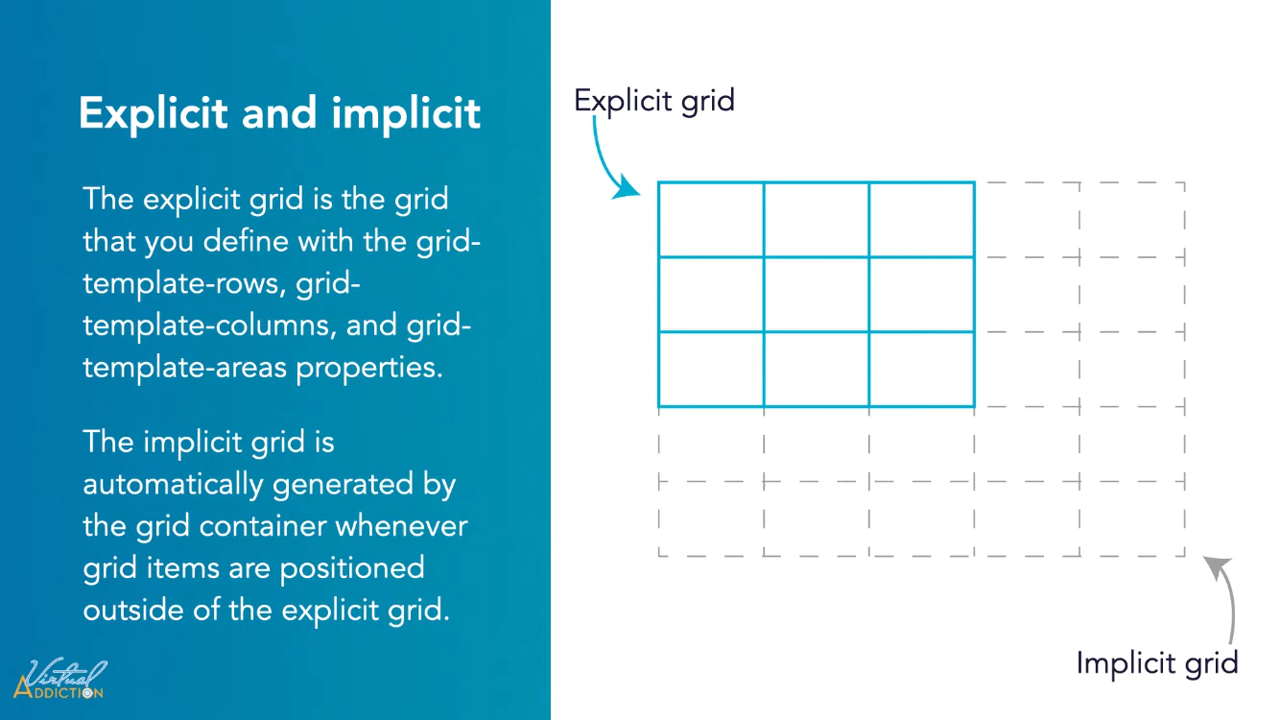 Explicit and implicit
The explicit grid is the grid
that you define with the grid-
template-rows, grid-
template-columns, and grid-
template-areas properties.
The implicit grid is
automatically generated by
the grid container whenever
grid items are positioned
outside of the explicit grid.
Virtual
ADDICTION
Explicit grid
Implicit grid